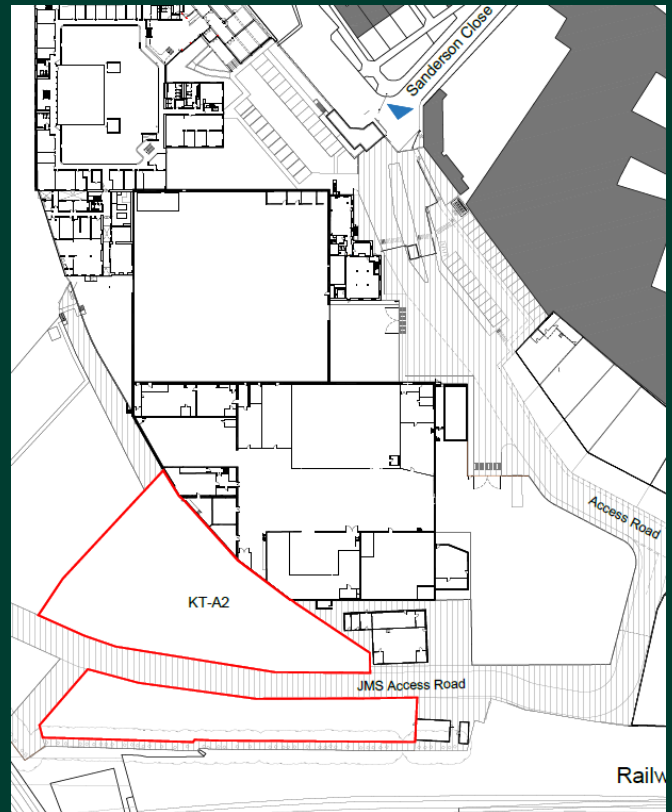 Sanderson Close
Access Road
KT-A2
JMS Access Road
Railw